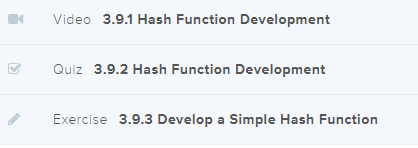 Video 3.9.1 Hash Function Development
Quiz 3.9.2 Hash Function Development
Exercise 3.9.3 Develop a Simple Hash Function